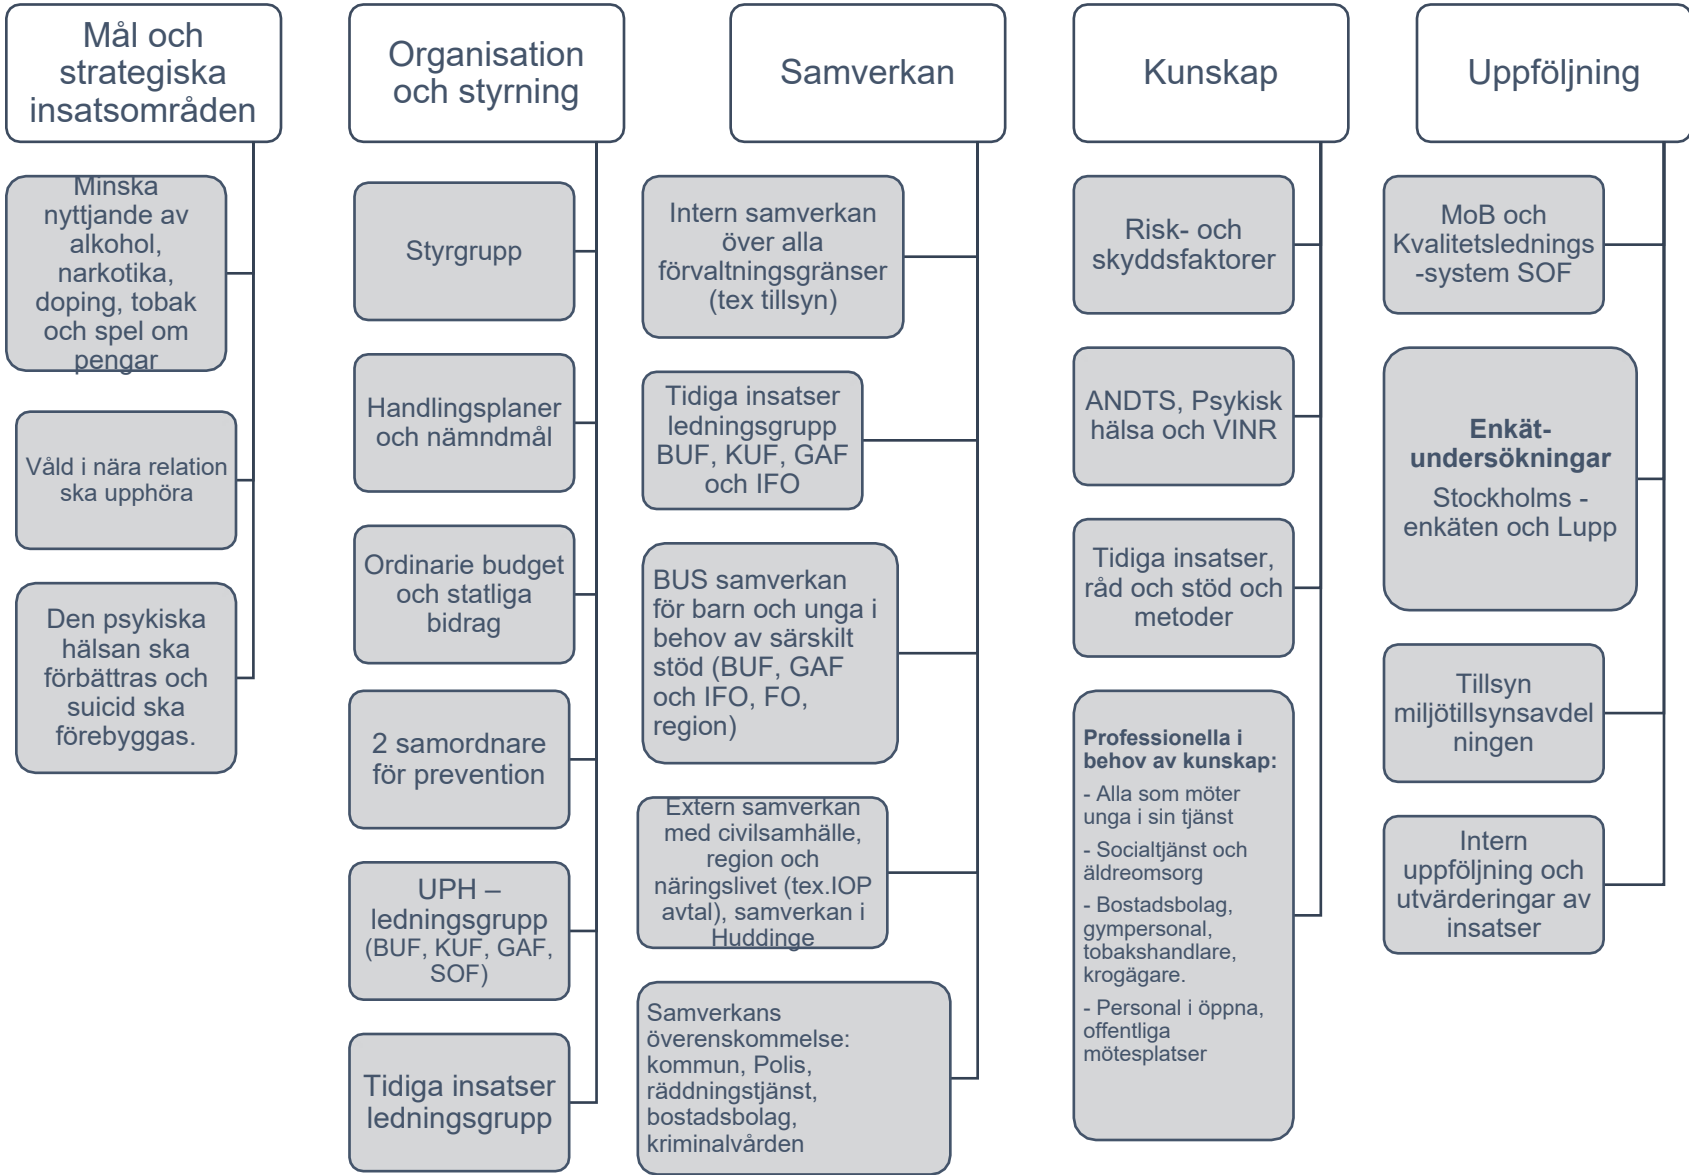 Mål och
strategiska
insatsområden
Minska
nyttjande av
alkohol,
narkotika,
doping, tobak
och spel om
pengar
Våld i nära relation
ska upphöra
Den psykiska
hälsan ska
förbättras och
suicid ska
förebyggas.
Organisation
och styrning
Styrgrupp
Handlingsplaner
och nämndmål
Ordinarie budget
och statliga
bidrag
2 samordnare
för prevention
UPH –
ledningsgrupp
(BUF, KUF, GAF,
SOF)
Tidiga insatser
ledningsgrupp
Samverkan
Intern samverkan
över alla
förvaltningsgränser
(tex tillsyn)
Tidiga insatser
ledningsgrupp
BUF, KUF, GAF
och IFO
BUS samverkan
för barn och unga i
behov av särskilt
stöd (BUF, GAF
och IFO, FO,
region)
Extern samverkan
med civilsamhälle,
region och
näringslivet (tex.IOP
avtal), samverkan i
Huddinge
Samverkans
överenskommelse:
kommun, Polis,
räddningstjänst,
bostadsbolag,
kriminalvården
Kunskap
Risk- och
skyddsfaktorer
ANDTS, Psykisk
hälsa och VINR
Tidiga insatser,
råd och stöd och
metoder
Professionella i
behov av kunskap:
- Alla som möter
unga i sin tjänst
- Socialtjänst och
äldreomsorg
- Bostadsbolag,
gympersonal,
tobakshandlare,
krogägare.
- Personal i öppna,
offentliga
mötesplatser
Uppföljning
MoB och
Kvalitetslednings
-system SOF
Enkät-
undersökningar
Stockholms -
enkäten och Lupp
Tillsyn
miljötillsynsavdel
ningen
Intern
uppföljning och
utvärderingar av
insatser